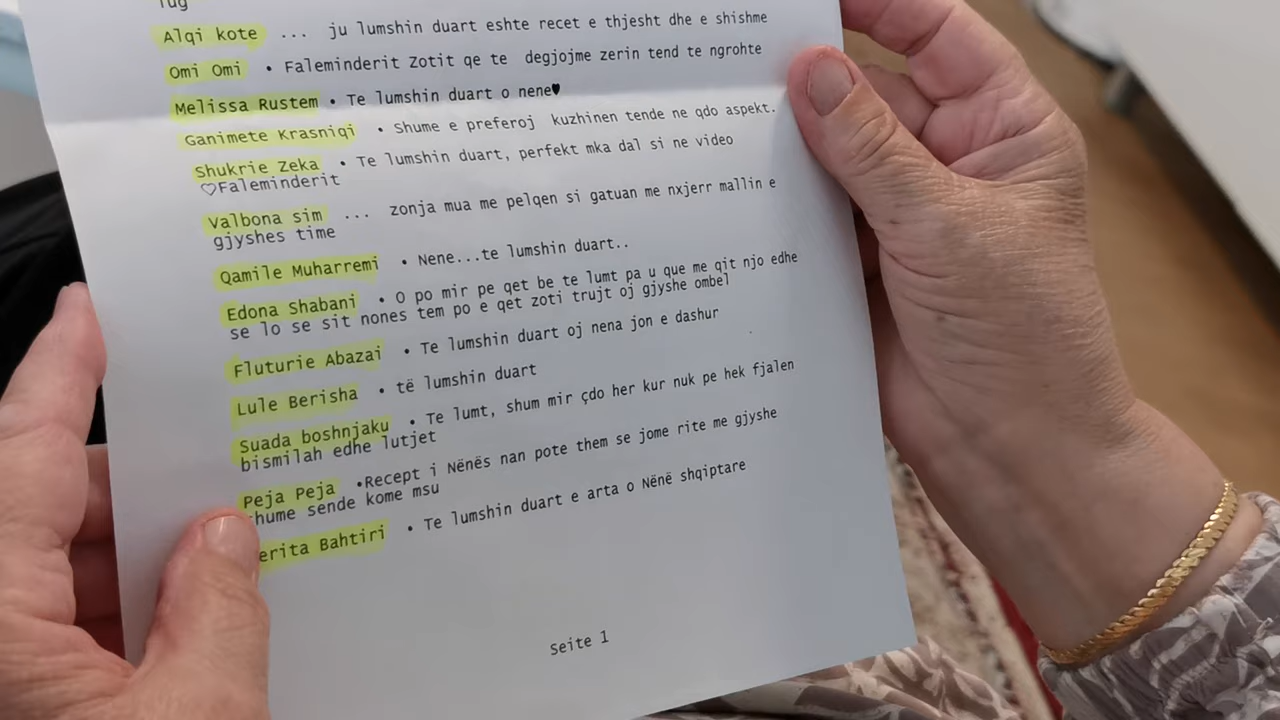 Alqi kote ... ju lumshin duart eshte recet e thjesht dhe e shishme
Omi Omi • Faleminderit Zotit qe te degjojme zerin tend te ngrohte
Melissa Rustem • Te lumshin duart o nene♥
Ganimete Krasniqi • Shume e preferoj kuzhinen tende ne qdo aspekt.
Shukrie Zeka • Te lumshin duart, perfekt mka dal si ne video
♡Faleminderit
Valbona sim ... zonja mua me pelqen si gatuan me nxjerr mallin e
gjyshes time
Qamile Muharremi • Nene...te lumshin duart..
Edona Shabani • O po mir pe qet be te lumt pa u que me qit njo edhe
se lo se sit nones tem po e qet zoti trujt oj gjyshe ombel
Fluturie Abazai • Te lumshin duart oj nena jon e dashur
Lule Berisha • të lumshin duart
Suada boshnjaku • Te lumt, shum mir çdo her kur nuk pe hek fjalen
bismilah edhe lutjet
Peja Peja •Recept i Nënës nan pote them se jome rite me gjyshe
shume sende kome msu
erita Bahtiri • Te lumshin duart e arta o Nënë shqiptare
Seite 1